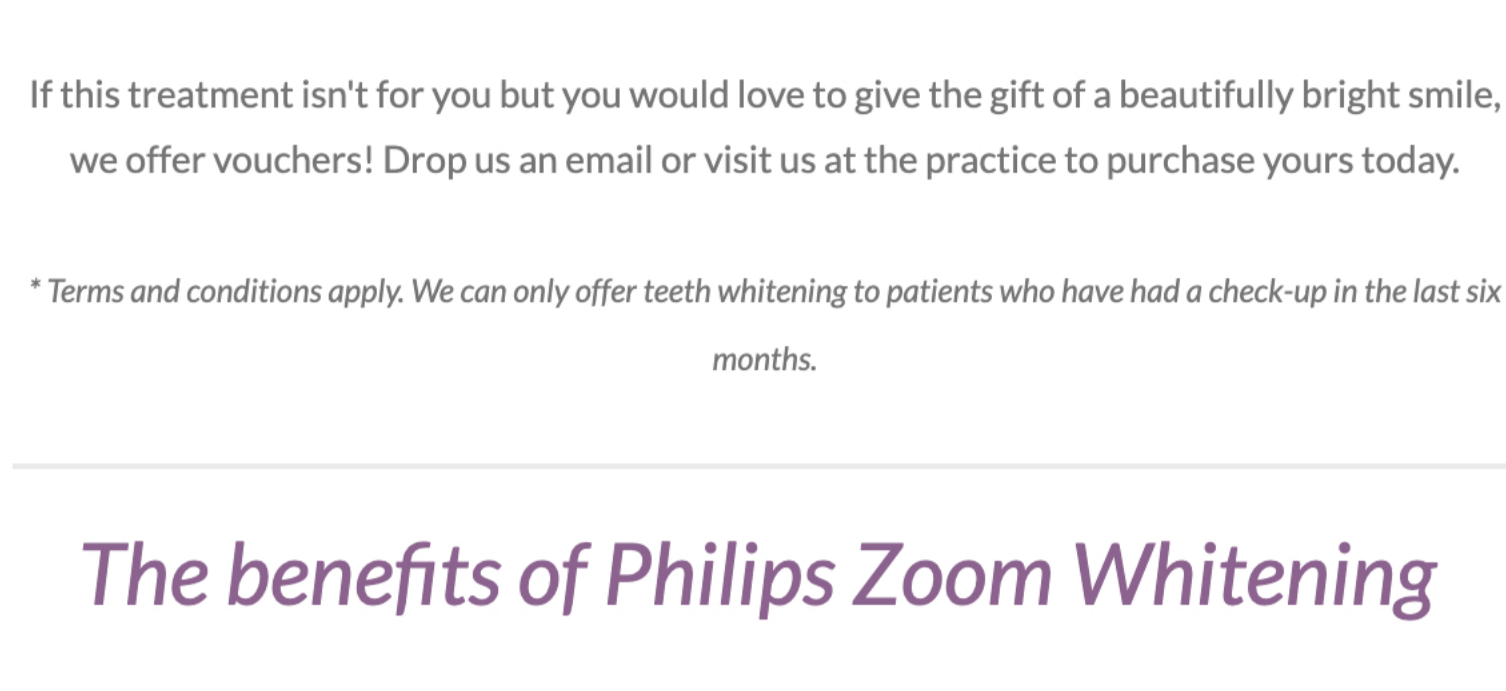 If this treatment isn't for you but you would love to give the gift of a beautifully bright smile,
we offer vouchers! Drop us an email or visit us at the practice to purchase yours today.
* Terms and conditions apply. We can only offer teeth whitening to patients who have had a check-up in the last six
months.
The benefits of Philips Zoom Whitening